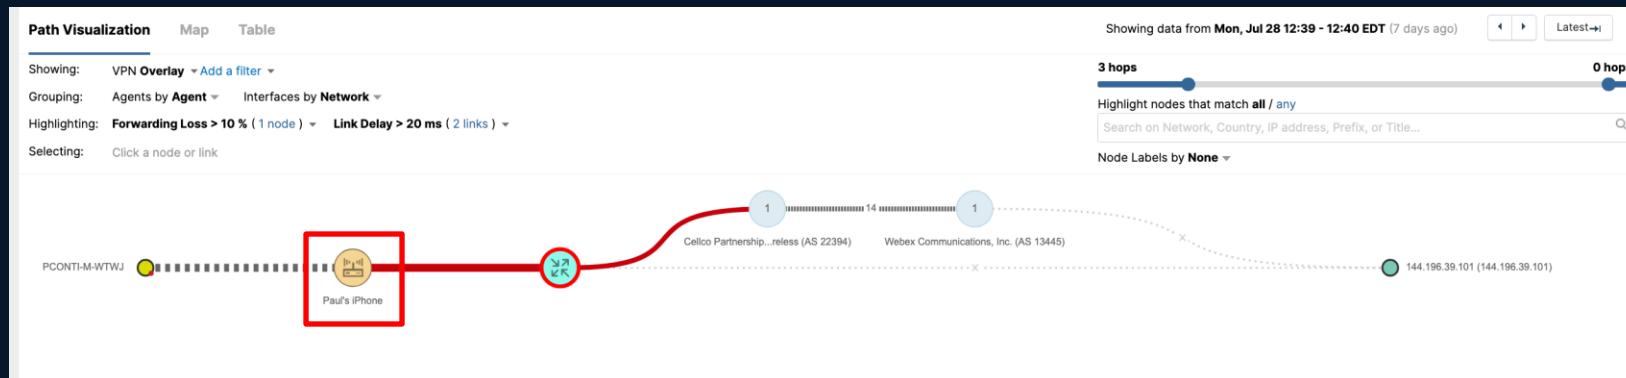 Path Visualization Map Table
Showing data from Mon, Jul 28 12:39 - 12:40 EDT (7 days ago)
Latest
Showing: VPN Overlay Add a filter
Grouping: Agents by Agent Interfaces by Network
Highlighting: Forwarding Loss > 10 % ( 1 node ) Link Delay > 20 ms ( 2 links )
Selecting: Click a node or link
3 hops 0 hop
Highlight nodes that match all / any
Search on Network, Country, IP address, Prefix, or Title...
Node Labels by None
1 14 1
Cellco Partnership...reless (AS 22394) Webex Communications, Inc. (AS 13445)
PCONTI-M-WTWJ
144.196.39.101 (144.196.39.101)
Paul's iPhone